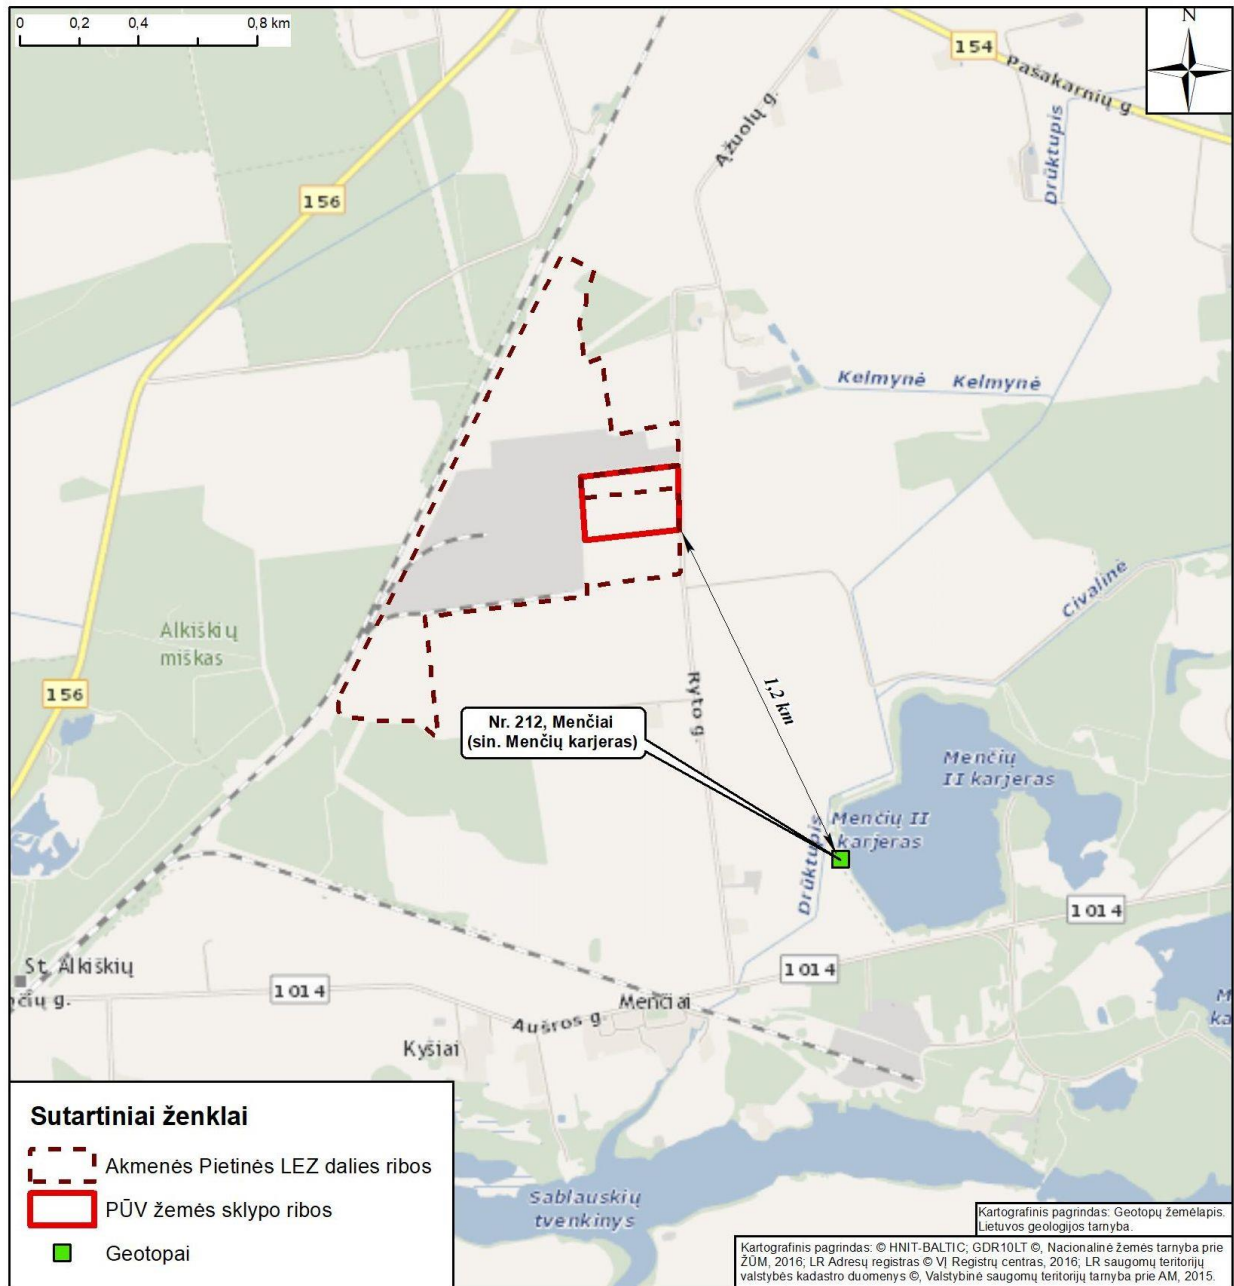 0 0,2 0,4 0,8 km
N
154
Pašakarnių g.
Ąžuolų g.
Drūktupis
156
Kelmynė Kelmynė
Civalinė
Alkiškių
miškas
156
Ryto g.
1,2 km
Nr. 212, Menčiai
(sin. Menčių karjeras)
Menčių
II karjeras
Menčių II
karjeras
Drūktupis
1014
St. Alkiškių
čių g.
1014
1014
Menčiai
M
ka
Aušros g.
Kyšiai
Sablauskių
tvenkinys
Sutartiniai ženklai
Akmenės Pietinės LEZ dalies ribos
PŪV žemės sklypo ribos
Geotopai
Kartografinis pagrindas: Geotopų žemėlapis.
Lietuvos geologijos tarnyba.
Kartografinis pagrindas: © HNIT-BALTIC; GDR10LT ©, Nacionalinė žemės tarnyba prie
ŽŪM, 2016; LR Adresų registras © VĮ Registrų centras, 2016; LR saugomų teritorijų
valstybės kadastro duomenys ©, Valstybinė saugomų teritorijų tarnyba prie AM, 2015.